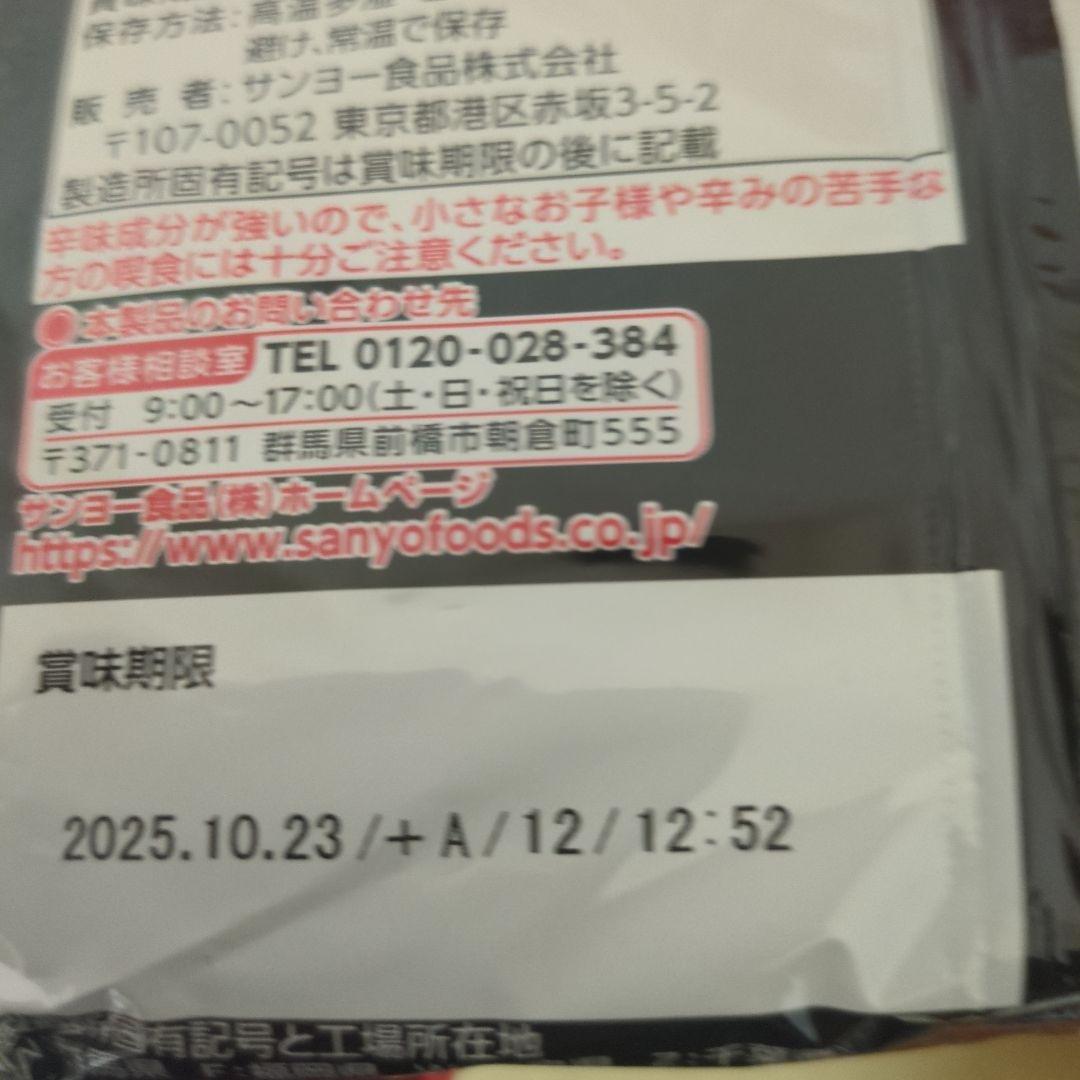 保存方法:高温多湿
避け、常温で保存
販売者:サンヨー食品株式会社
〒107-0052 東京都港区赤坂3-5-2
製造所固有記号は賞味期限の後に記載
辛味成分が強いので、小さなお子様や辛みの苦手な
方の喫食には十分ご注意ください。
●本製品のお問い合わせ先
お客様相談室 TEL 0120-028-384
受付 9:00～17:00(土・日・祝日を除く)
〒371-0811 群馬県前橋市朝倉町555
サンヨー食品(株)ホームページ
https://www.sanyofoods.co.jp/
賞味期限
2025.10.23/+A/12/12:52
固有記号と工場所在地